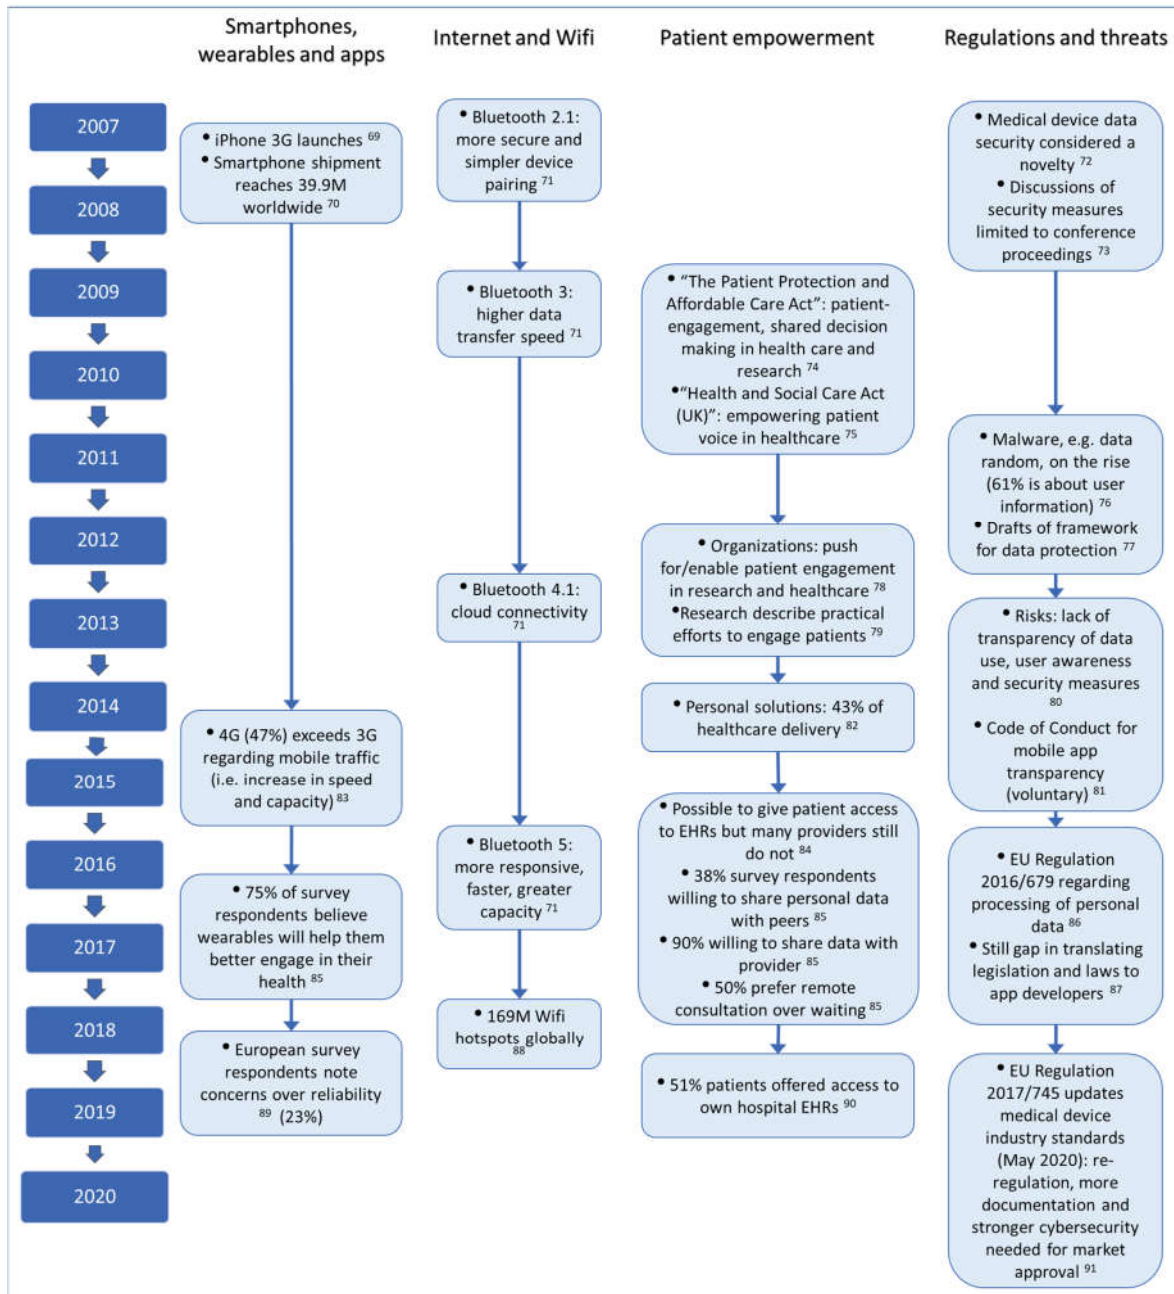 Smartphones,
wearables and apps
Internet and Wifi
Patient empowerment
Regulations and threats
2007
2008
2009
2010
2011
2012
2013
2014
2015
2016
2017
2018
2019
2020
• iPhone 3G launches 69
• Smartphone shipment
reaches 39.9M
worldwide 70
• 4G (47%) exceeds 3G
regarding mobile traffic
(i.e. increase in speed
and capacity) 83
• 75% of survey
respondents believe
wearables will help them
better engage in their
health 85
• European survey
respondents note
concerns over reliability
89 (23%)
• Bluetooth 2.1:
more secure and
simpler device
pairing 71
• Bluetooth 3:
higher data
transfer speed 71
• Bluetooth 4.1:
cloud connectivity
71
• Bluetooth 5:
more responsive,
faster, greater
capacity 71
• 169M Wifi
hotspots globally
88
• “The Patient Protection and
Affordable Care Act”: patient-
engagement, shared decision
making in health care and
research 74
•“Health and Social Care Act
(UK)”: empowering patient
voice in healthcare 75
• Organizations: push
for/enable patient engagement
in research and healthcare 78
•Research describe practical
efforts to engage patients 79
• Personal solutions: 43% of
healthcare delivery 82
• Possible to give patient access
to EHRs but many providers still
do not 84
• 38% survey respondents
willing to share personal data
with peers 85
• 90% willing to share data with
provider 85
• 50% prefer remote
consultation over waiting 85
• 51% patients offered access to
own hospital EHRs 90
• Medical device data
security considered a
novelty 72
• Discussions of
security measures
limited to conference
proceedings 73
• Malware, e.g. data
random, on the rise
(61% is about user
information) 76
• Drafts of framework
for data protection 77
• Risks: lack of
transparency of data
use, user awareness
and security measures
80
• Code of Conduct for
mobile app
transparency
(voluntary) 81
• EU Regulation
2016/679 regarding
processing of personal
data 86
• Still gap in translating
legislation and laws to
app developers 87
• EU Regulation
2017/745 updates
medical device
industry standards
(May 2020): re-
regulation, more
documentation and
stronger cybersecurity
needed for market
approval 91